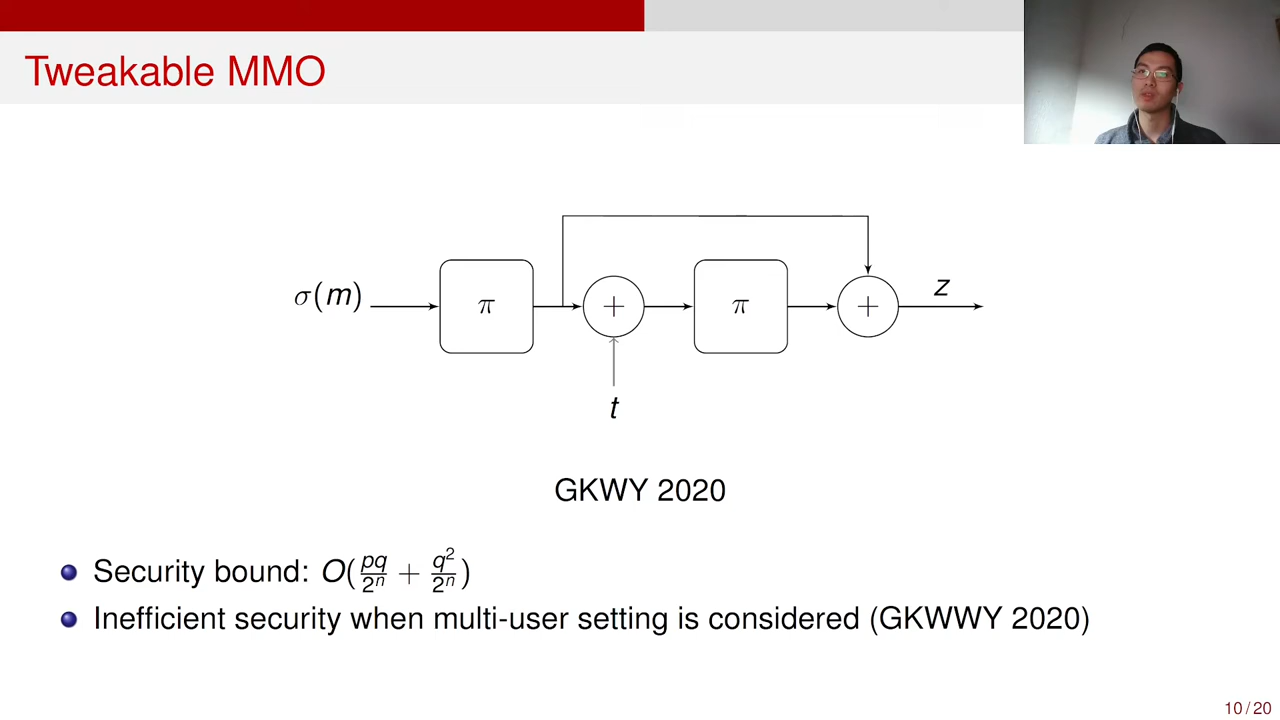 Tweakable MMO
σ(m)
π
+
π
+
z
t
GKWY 2020
Security bound: O(pq/2^n + q^2/2^n)
Inefficient security when multi-user setting is considered (GKWWY 2020)
10 / 20